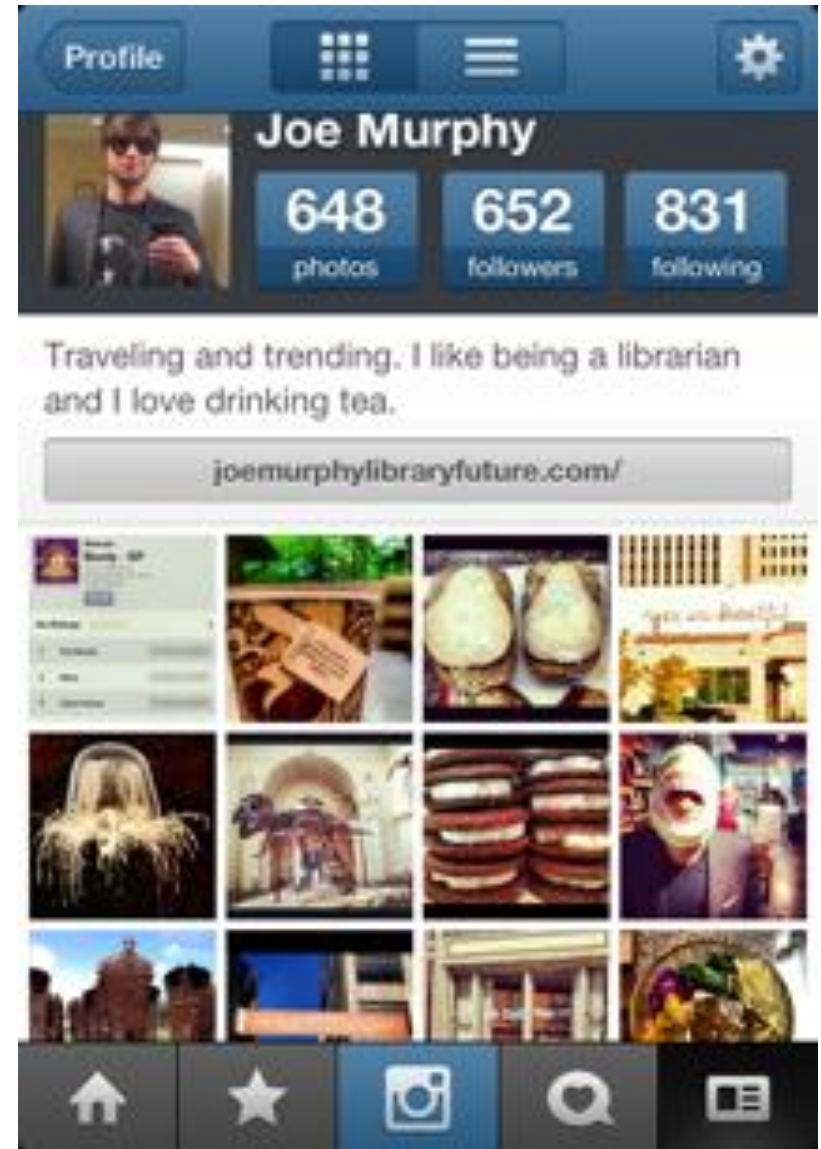 Profile
Joe Murphy
648
652
831
photos
followers
following
Traveling and trending. I like being a librarian
and I love drinking tea.
joemurphylibraryfuture.com/